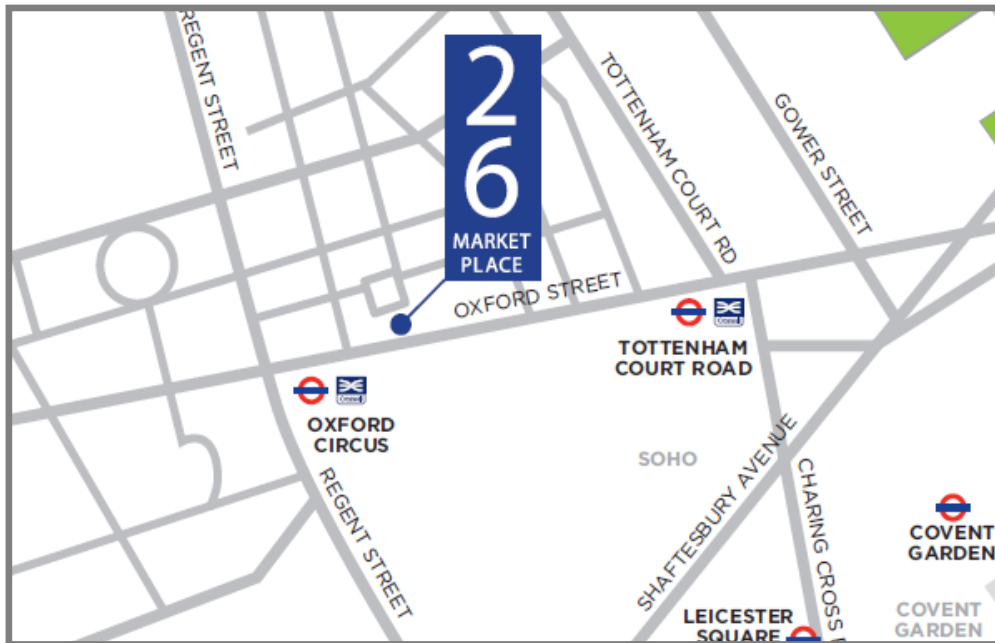 REGENT STREET
2
6
MARKET
PLACE
TOTTENHAM COURT RD
GOWER STREET
OXFORD STREET
TOTTENHAM
COURT ROAD
OXFORD
CIRCUS
REGENT STREET
SOHO
SHAFTESBURY AVENUE
CHARING CROSS
COVENT
GARDEN
COVENT
GARDEN
LEICESTER
SQUARE